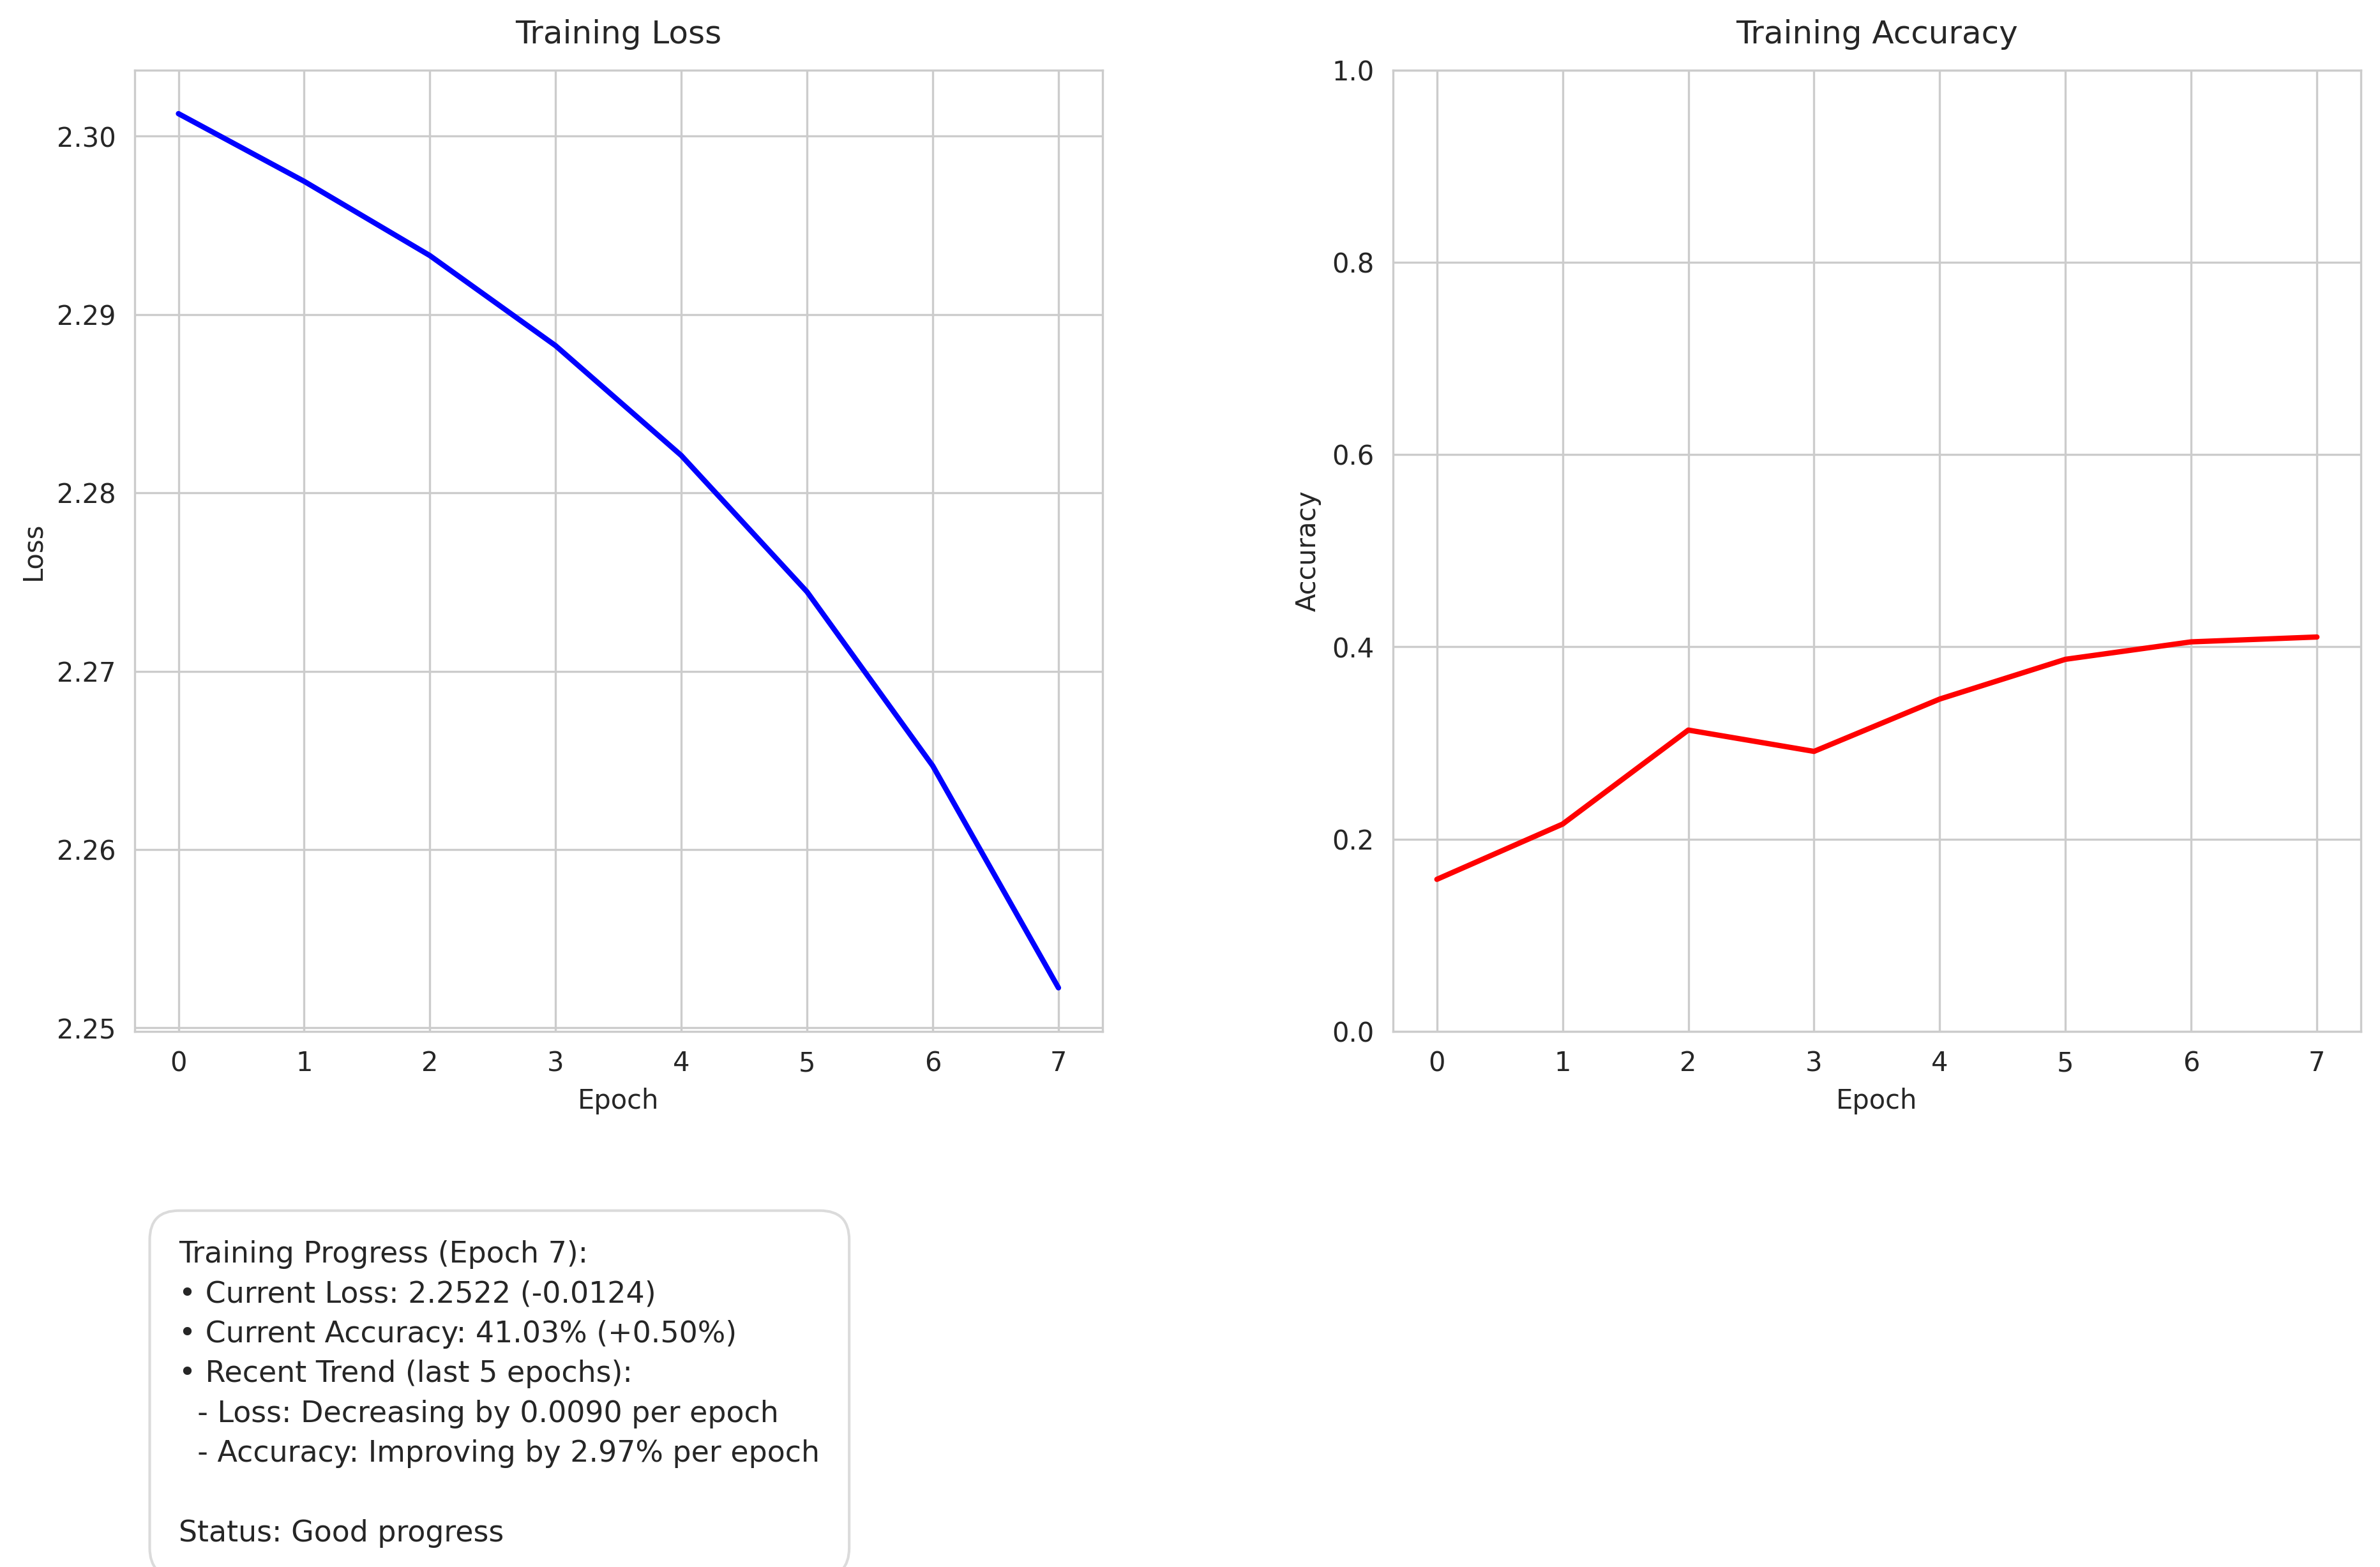 Training Loss
2.30
2.29
2.28
2.27
2.26
2.25
Loss
0 1 2 3 4 5 6 7
Epoch
Training Accuracy
1.0
0.8
0.6
0.4
0.2
0.0
Accuracy
0 1 2 3 4 5 6 7
Epoch
Training Progress (Epoch 7):
• Current Loss: 2.2522 (-0.0124)
• Current Accuracy: 41.03% (+0.50%)
• Recent Trend (last 5 epochs):
- Loss: Decreasing by 0.0090 per epoch
- Accuracy: Improving by 2.97% per epoch
Status: Good progress